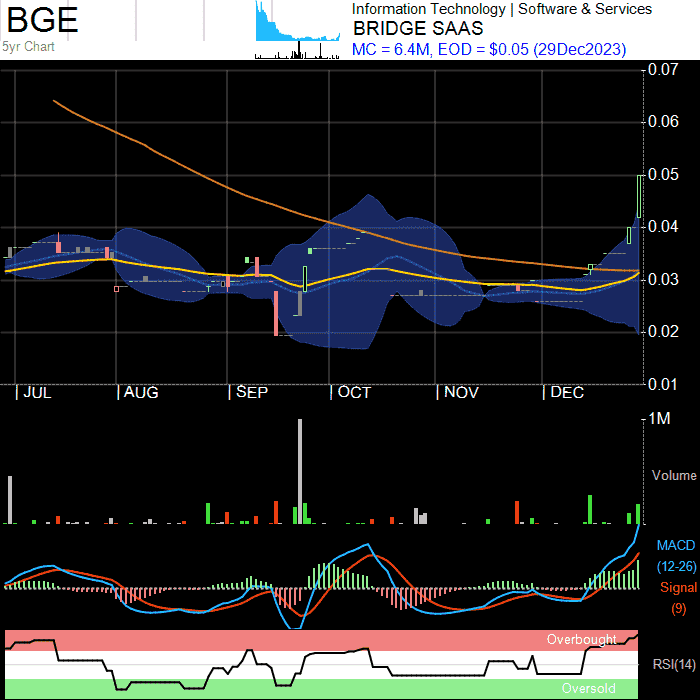 BGE
5yr Chart
Information Technology | Software & Services
BRIDGE SAAS
MC = 6.4M, EOD = $0.05 (29Dec2023)
0.07
0.06
0.05
0.04
0.03
0.02
0.01
JUL AUG SEP OCT NOV DEC
1M
Volume
MACD
(12-26)
Signal
(9)
Overbought
RSI(14)
Oversold